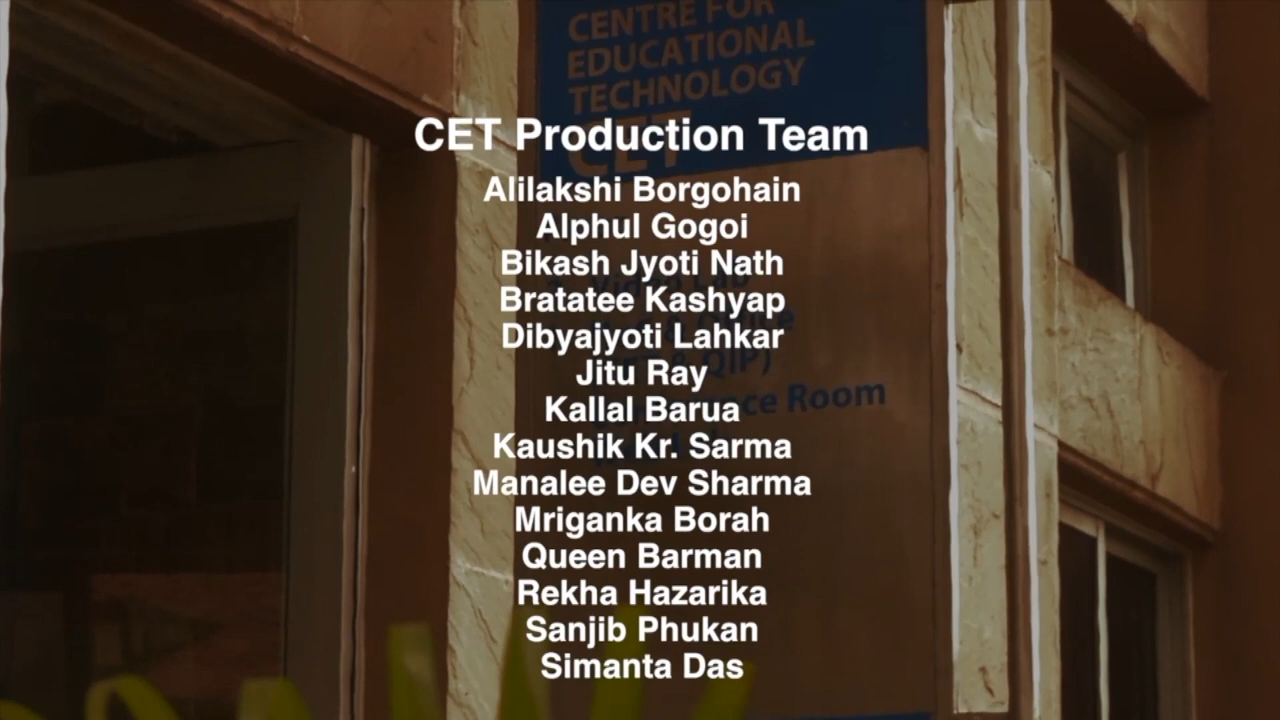 CENTRE FOR
EDUCATIONAL
TECHNOLOGY
CET
CET Production Team
Alilakshi Borgohain
Alphul Gogoi
Bikash Jyoti Nath
Bratatee Kashyap
Dibyajyoti Lahkar
Jitu Ray
Kallal Barua
Kaushik Kr. Sarma
Manalee Dev Sharma
Mriganka Borah
Queen Barman
Rekha Hazarika
Sanjib Phukan
Simanta Das
QIP)
Room